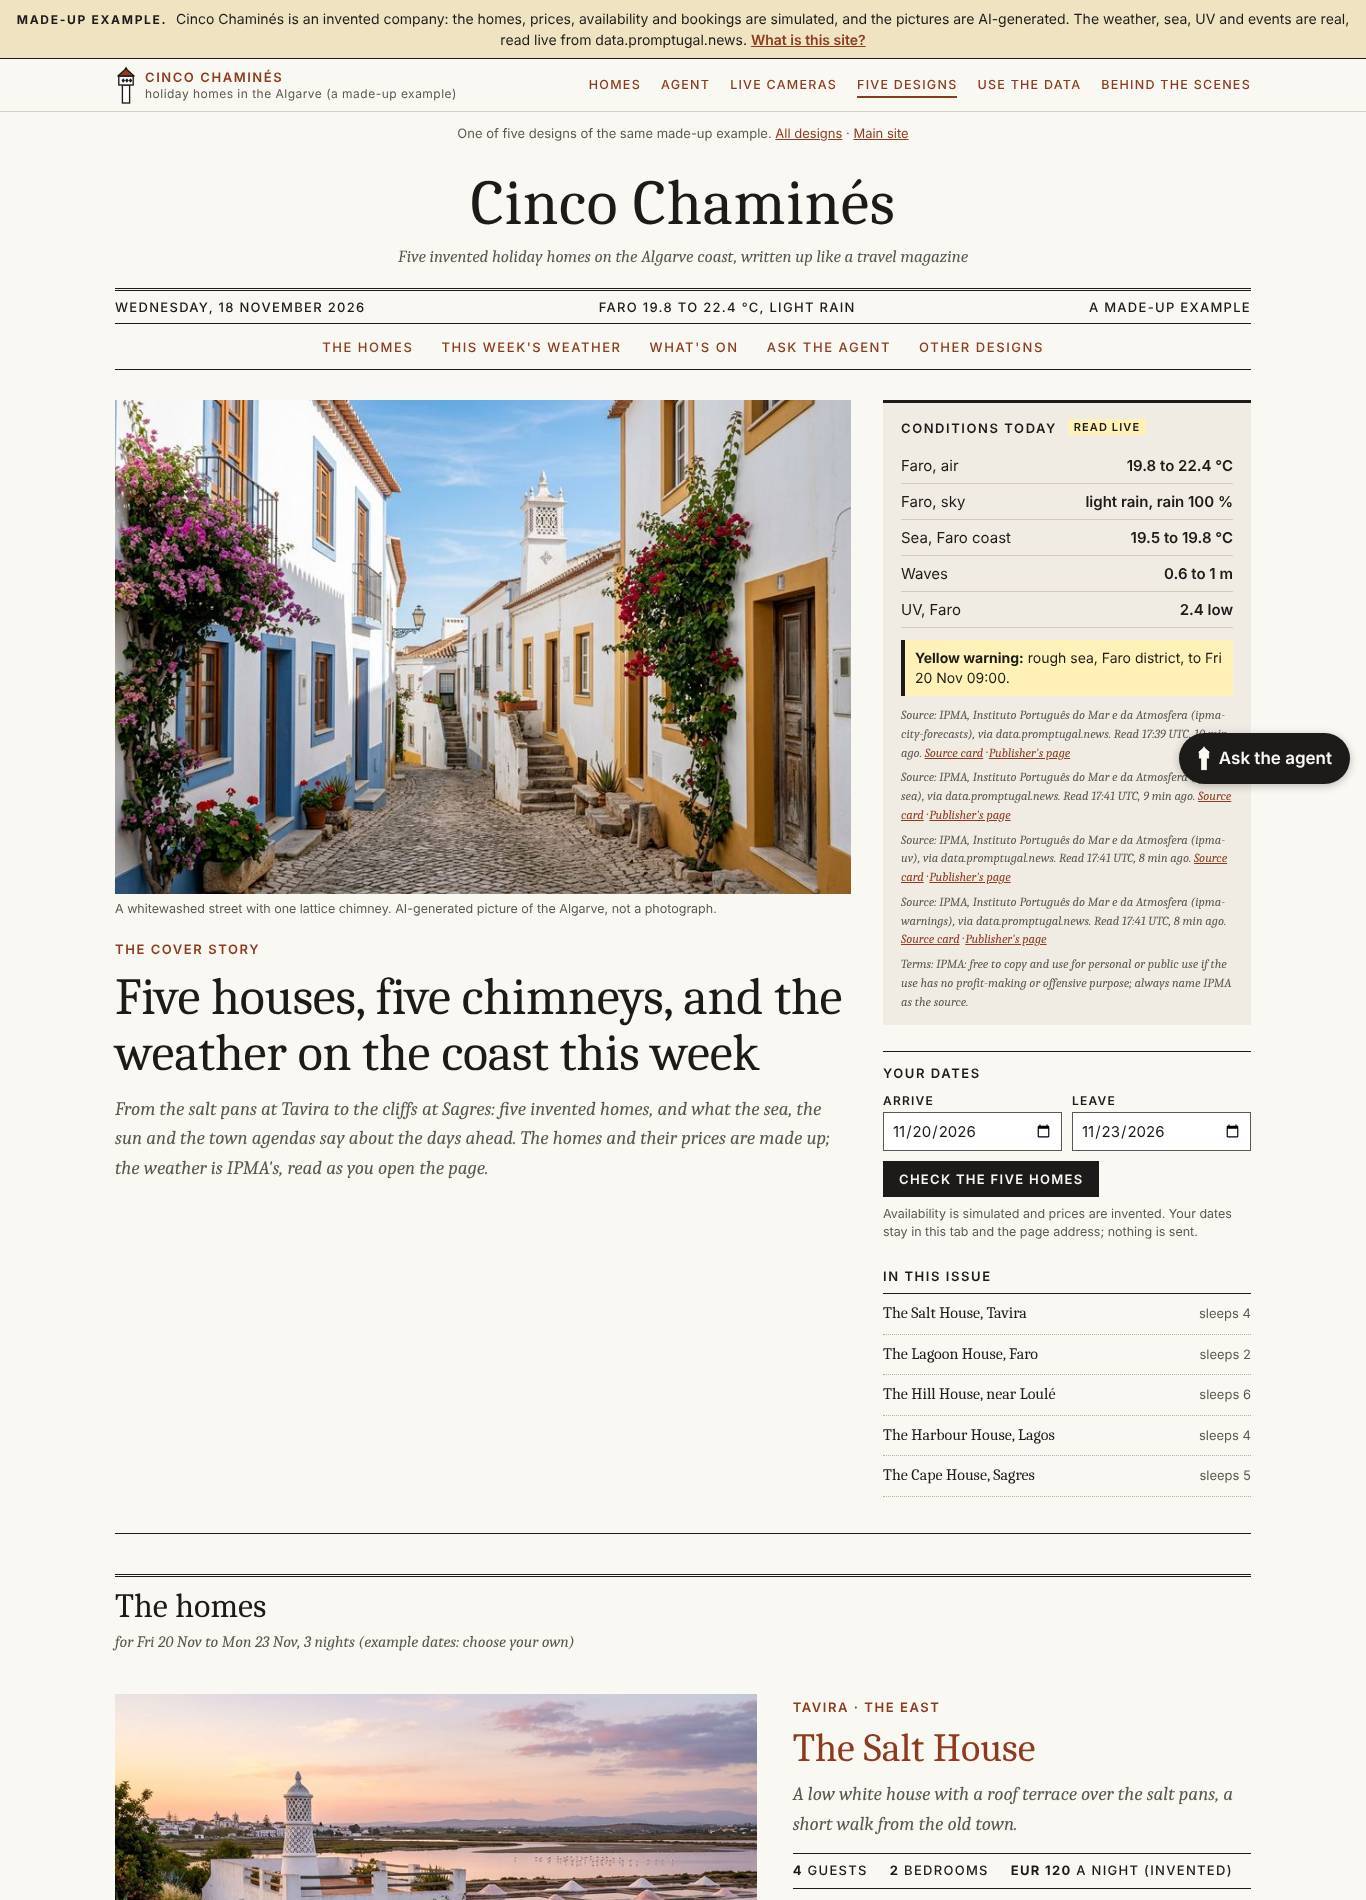 MADE-UP EXAMPLE. Cinco Chaminés is an invented company: the homes, prices, availability and bookings are simulated, and the pictures are AI-generated. The weather, sea, UV and events are real,
read live from data.promptugal.news. What is this site?
CINCO CHAMINÉS
holiday homes in the Algarve (a made-up example)
HOMES AGENT LIVE CAMERAS FIVE DESIGNS USE THE DATA BEHIND THE SCENES
One of five designs of the same made-up example. All designs · Main site
Cinco Chaminés
Five invented holiday homes on the Algarve coast, written up like a travel magazine
WEDNESDAY, 18 NOVEMBER 2026 FARO 19.8 TO 22.4 °C, LIGHT RAIN A MADE-UP EXAMPLE
THE HOMES THIS WEEK'S WEATHER WHAT'S ON ASK THE AGENT OTHER DESIGNS
A whitewashed street with one lattice chimney. AI-generated picture of the Algarve, not a photograph.
THE COVER STORY
Five houses, five chimneys, and the
weather on the coast this week
From the salt pans at Tavira to the cliffs at Sagres: five invented homes, and what the sea, the
sun and the town agendas say about the days ahead. The homes and their prices are made up;
the weather is IPMA's, read as you open the page.
CONDITIONS TODAY READ LIVE
Faro, air 19.8 to 22.4 °C
Faro, sky light rain, rain 100 %
Sea, Faro coast 19.5 to 19.8 °C
Waves 0.6 to 1 m
UV, Faro 2.4 low
Yellow warning: rough sea, Faro district, to Fri
20 Nov 09:00.
Source: IPMA, Instituto Português do Mar e da Atmosfera (ipma-
city-forecasts), via data.promptugal.news. Read 17:39 UTC,
ago. Source card · Publisher's page
Source: IPMA, Instituto Português do Mar e da Atmosfera
sea), via data.promptugal.news. Read 17:41 UTC, 9 min ago. Source
card · Publisher's page
Source: IPMA, Instituto Português do Mar e da Atmosfera (ipma-
uv), via data.promptugal.news. Read 17:41 UTC, 8 min ago. Source
card · Publisher's page
Source: IPMA, Instituto Português do Mar e da Atmosfera (ipma-
warnings), via data.promptugal.news. Read 17:41 UTC, 8 min ago.
Source card · Publisher's page
Terms: IPMA: free to copy and use for personal or public use if the
use has no profit-making or offensive purpose; always name IPMA
as the source.
Ask the agent
YOUR DATES
ARRIVE LEAVE
11/20/2026 11/23/2026
CHECK THE FIVE HOMES
Availability is simulated and prices are invented. Your dates
stay in this tab and the page address; nothing is sent.
IN THIS ISSUE
The Salt House, Tavira sleeps 4
The Lagoon House, Faro sleeps 2
The Hill House, near Loulé sleeps 6
The Harbour House, Lagos sleeps 4
The Cape House, Sagres sleeps 5
The homes
for Fri 20 Nov to Mon 23 Nov, 3 nights (example dates: choose your own)
TAVIRA · THE EAST
The Salt House
A low white house with a roof terrace over the salt pans, a
short walk from the old town.
4 GUESTS 2 BEDROOMS EUR 120 A NIGHT (INVENTED)